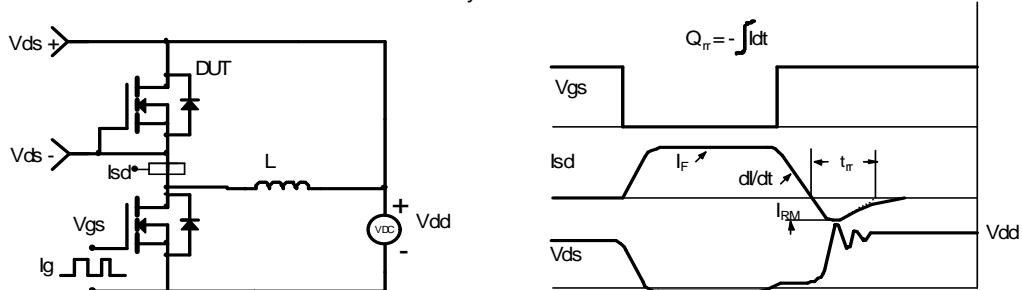 Vds +
DUT
Vds -
Isd
L
Vgs
Ig
+
VDC
-
Vdd
Qrr = - ∫Idt
Vgs
Isd
IF
dI/dt
trr
IRM
Vds
Vdd